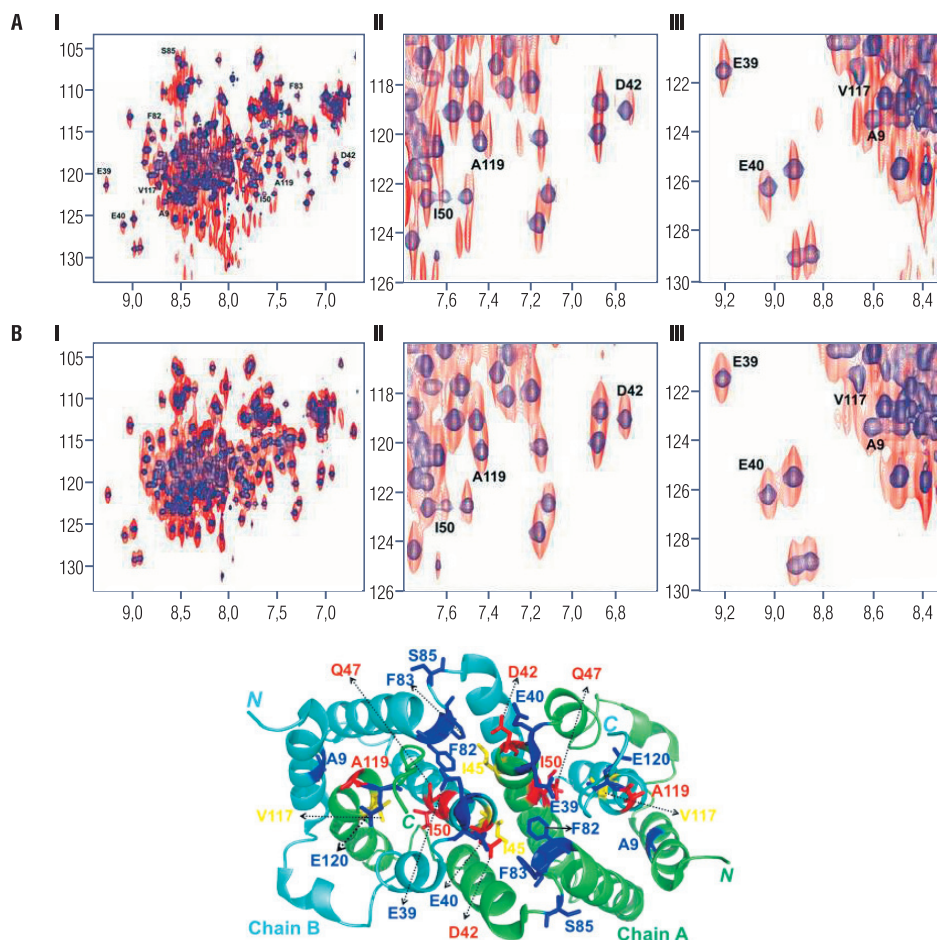 A I II III
105
110
115
120
125
130
S85
F83
F82
D42
E39
V117
A119
I50
A9
E40
9,0 8,5 8,0 7,5 7,0
116
118
120
122
124
126
D42
A119
I50
7,6 7,4 7,2 7,0 6,8
122
124
126
128
130
E39
V117
A9
E40
9,2 9,0 8,8 8,6 8,4
B I II III
105
110
115
120
125
130
9,0 8,5 8,0 7,5 7,0
116
118
120
122
124
126
D42
A119
I50
7,6 7,4 7,2 7,0 6,8
122
124
126
128
130
E39
V117
A9
E40
9,2 9,0 8,8 8,6 8,4
S85 D42
Q47 F83 E40 Q47
N C
F82
I45 I50 E120
A9 A119 E39 A119
V117 C I50 I45 F82 V117
E120 F83 A9
E39 E40 N
D42 S85
Chain B Chain A